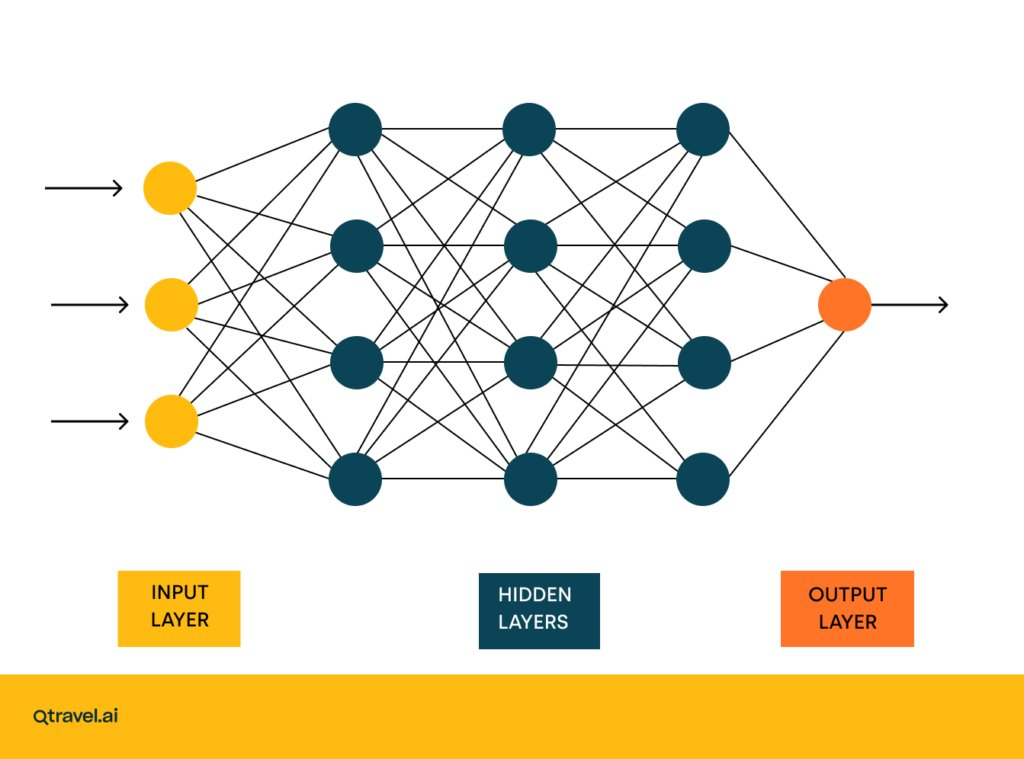 INPUT
LAYER
HIDDEN
LAYERS
OUTPUT
LAYER
Qtravel.ai